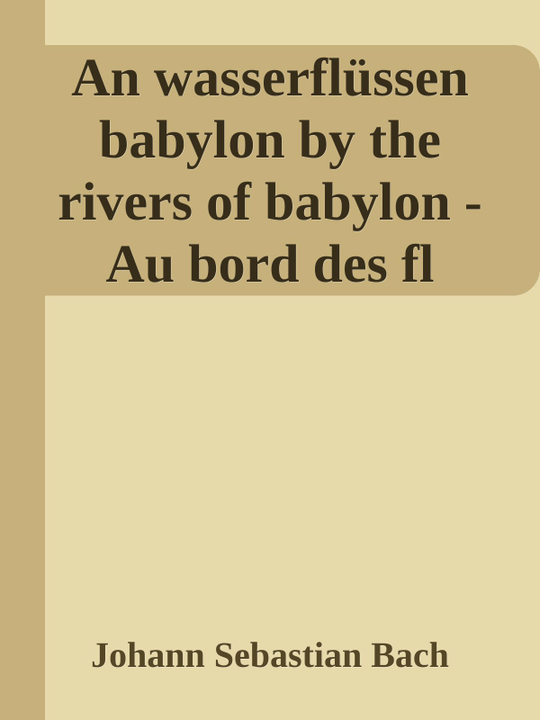 An wasserflüssen
babylon by the
rivers of babylon -
Au bord des fl
Johann Sebastian Bach